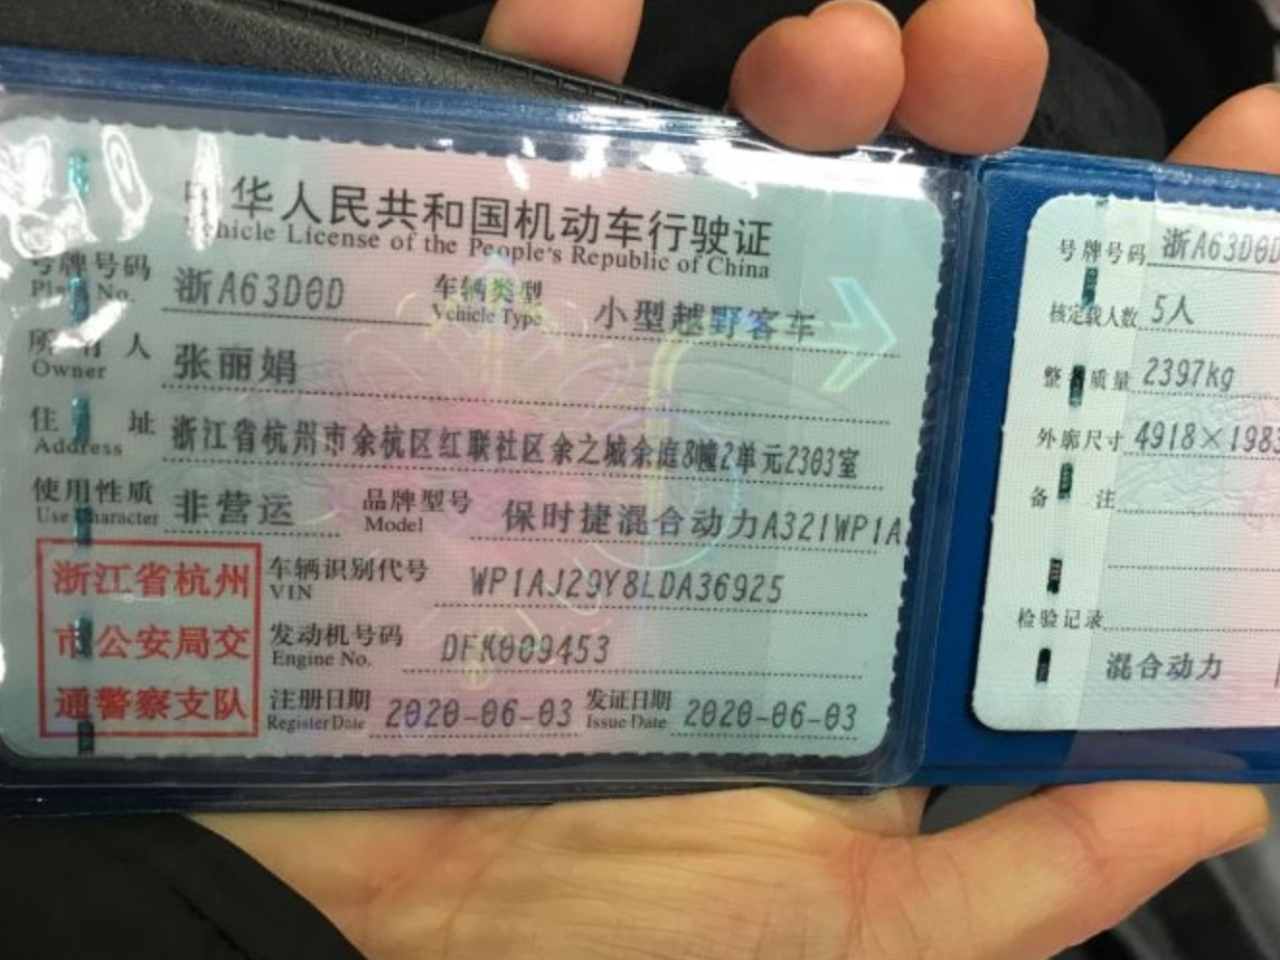 中华人民共和国机动车行驶证
Vehicle License of the People's Republic of China
号牌号码 浙A63D0D 车辆类型 小型越野客车
Plate No. Vehicle Type
所有人 张丽娟
Owner
住址 浙江省杭州市余杭区红联社区余之城余庭8幢2单元2303室
Address
使用性质 非营运 品牌型号 保时捷混合动力A321WP1A
Use Character Model
浙江省杭州
市公安局交
通警察支队
车辆识别代号 WP1AJ29Y8LDA36925
VIN
发动机号码 DFK009453
Engine No.
注册日期 2020-06-03 发证日期 2020-06-03
Register Date Issue Date
号牌号码 浙A63D0D
核定载人数 5人
整备质量 2397kg
外廓尺寸 4918×1983
备注
检验记录
混合动力